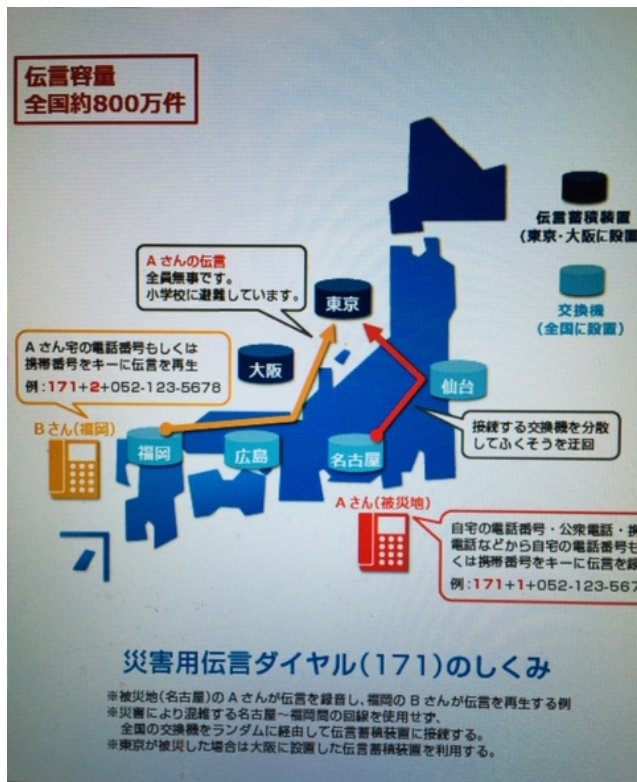 伝言容量
全国約800万件
伝言蓄積装置
(東京・大阪に設置
交換機
(全国に設置)
Aさんの伝言
全員無事です。
小学校に避難しています。
東京
Aさん宅の電話番号もしくは
携帯番号をキーに伝言を再生
例:171+2+052-123-5678
大阪
仙台
Bさん(福岡)
福岡
広島
名古屋
接続する交換機を分散
してふくそうを迂回
Aさん(被災地)
自宅の電話番号・公衆電話・携
電話などから自宅の電話番号も
くは携帯番号をキーに伝言を録
例:171+1+052-123-567
災害用伝言ダイヤル(171)のしくみ
※被災地(名古屋)のAさんが伝言を録音し、福岡のBさんが伝言を再生する例
※災害により混雑する名古屋~福岡間の回線を使用せず、
全国の交換機をランダムに経由して伝言蓄積装置に接続する。
※東京が被災した場合は大阪に設置した伝言蓄積装置を利用する。